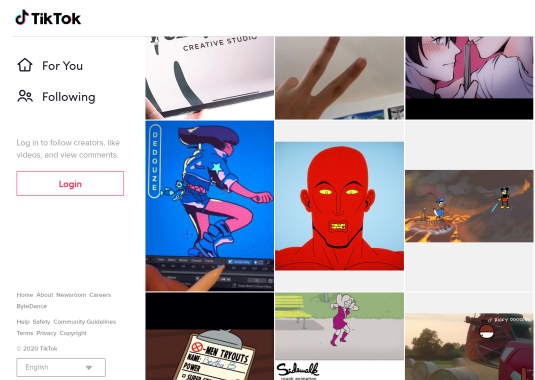 TikTok
For You
Following
Log in to follow creators, like
videos, and view comments.
Login
Home About Newsroom Careers
ByteDance
Help Safety Community Guidelines
Terms Privacy Copyright
© 2020 TikTok
English
CREATIVE STUDIO
DEDOUZE
-MEN TRYOUTS
NAME:
POWER
Sidewalk
rough animation